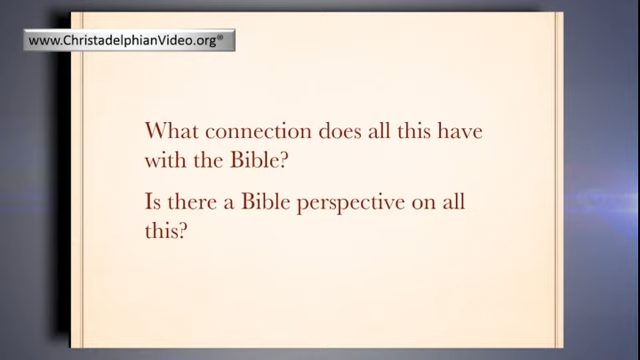 www.ChristadelphianVideo.org®
What connection does all this have
with the Bible?
Is there a Bible perspective on all
this?